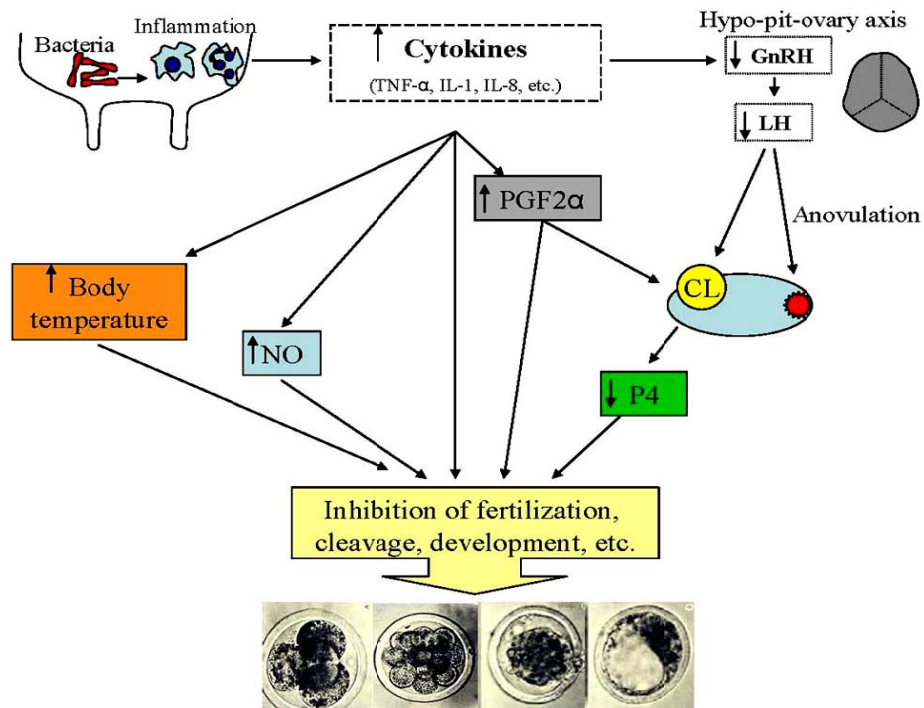 Hypo-pit-ovary axis
Inflammation
Bacteria
Cytokines
(TNF-α, IL-1, IL-8, etc.)
GnRH
LH
PGF2α
Anovulation
Body
temperature
CL
NO
P4
Inhibition of fertilization,
cleavage, development, etc.